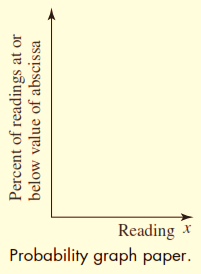 Percent of readings at or
below value of abscissa
Reading x
Probability graph paper.